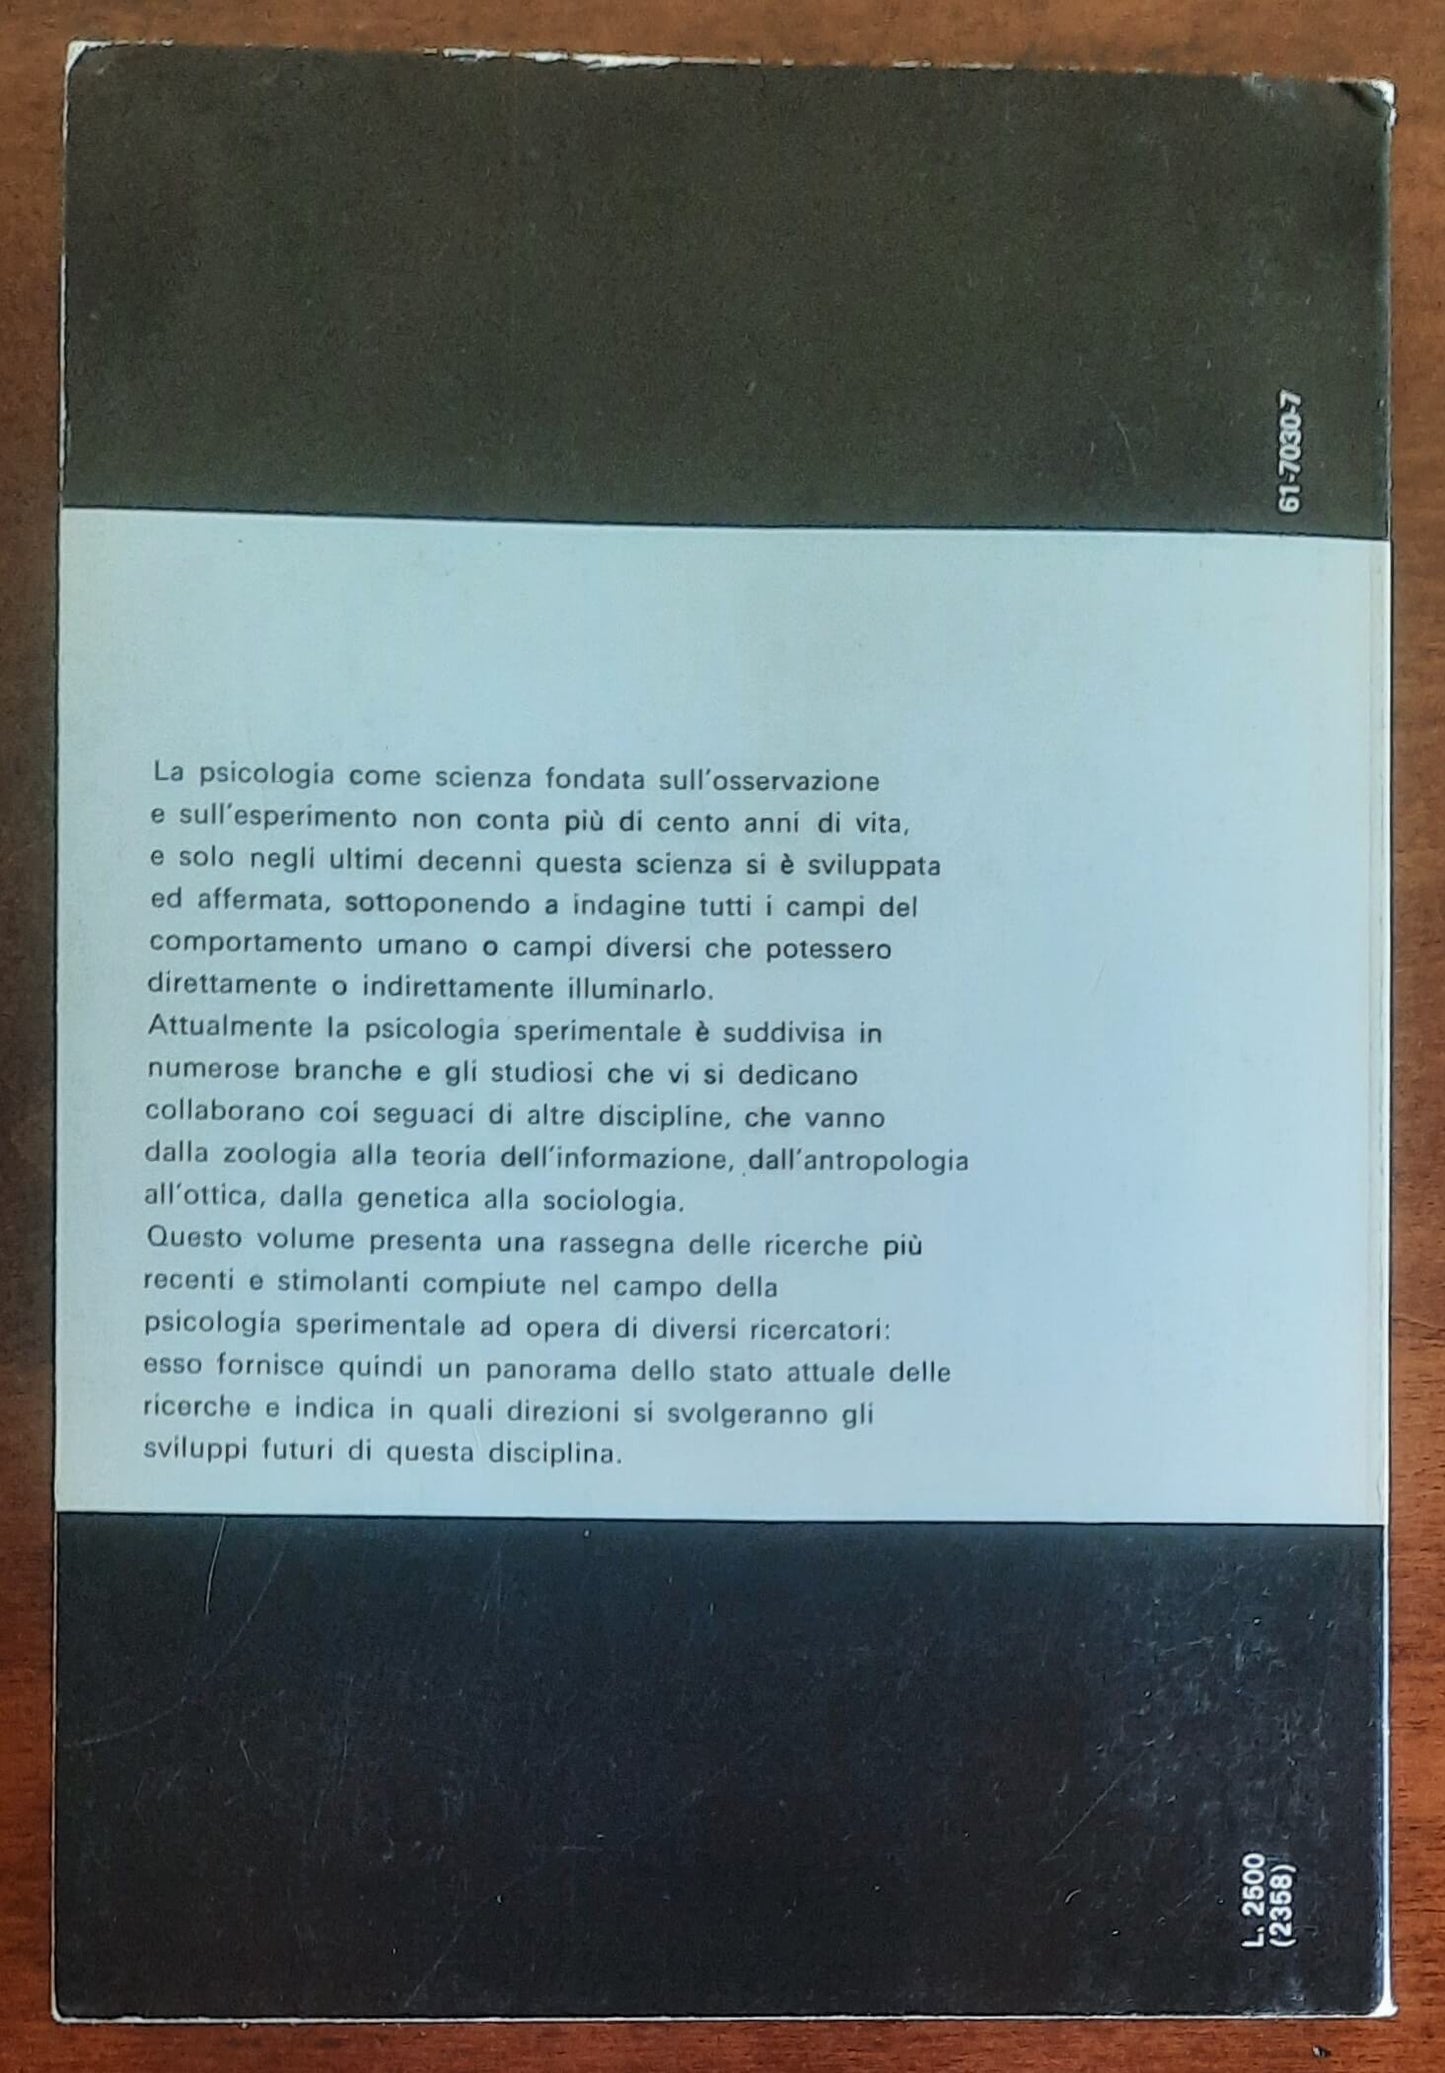 61-7030-7
La psicologia come scienza fondata sull'osservazione
e sull'esperimento non conta più di cento anni di vita,
e solo negli ultimi decenni questa scienza si è sviluppata
ed affermata, sottoponendo a indagine tutti i campi del
comportamento umano o campi diversi che potessero
direttamente o indirettamente illuminarlo.
Attualmente la psicologia sperimentale è suddivisa in
numerose branche e gli studiosi che vi si dedicano
collaborano coi seguaci di altre discipline, che vanno
dalla zoologia alla teoria dell'informazione, dall'antropologia
all'ottica, dalla genetica alla sociologia.
Questo volume presenta una rassegna delle ricerche più
recenti e stimolanti compiute nel campo della
psicologia sperimentale ad opera di diversi ricercatori:
esso fornisce quindi un panorama dello stato attuale delle
ricerche e indica in quali direzioni si svolgeranno gli
sviluppi futuri di questa disciplina.
L. 2500
(2358)